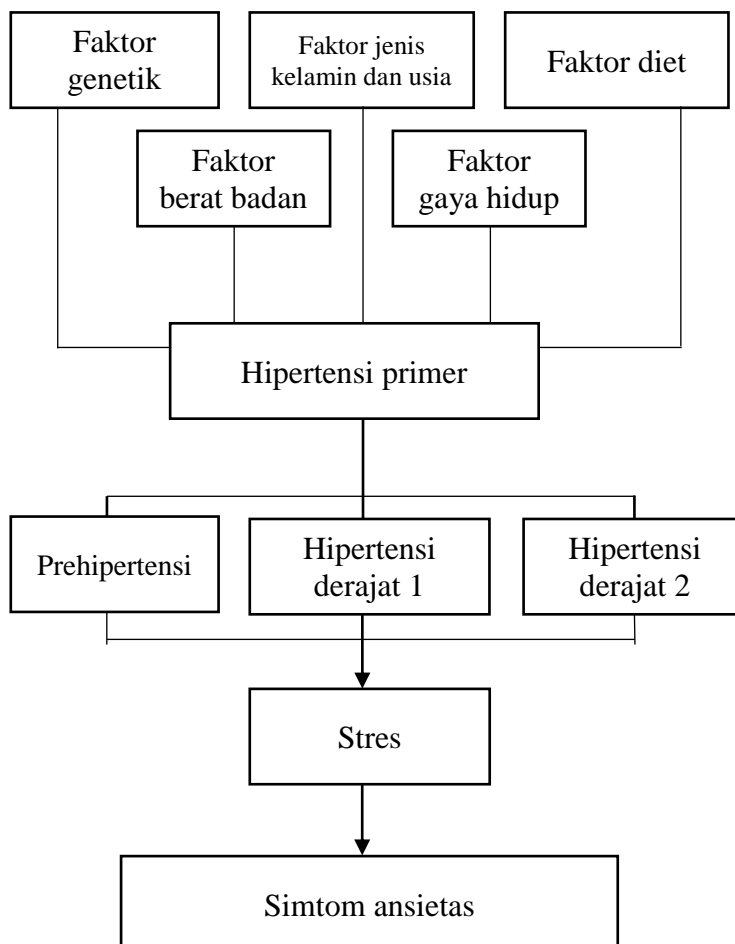 Faktor
genetik
Faktor jenis
kelamin dan usia
Faktor diet
Faktor
berat badan
Faktor
gaya hidup
Hipertensi primer
Prehipertensi
Hipertensi
derajat 1
Hipertensi
derajat 2
Stres
Simtom ansietas